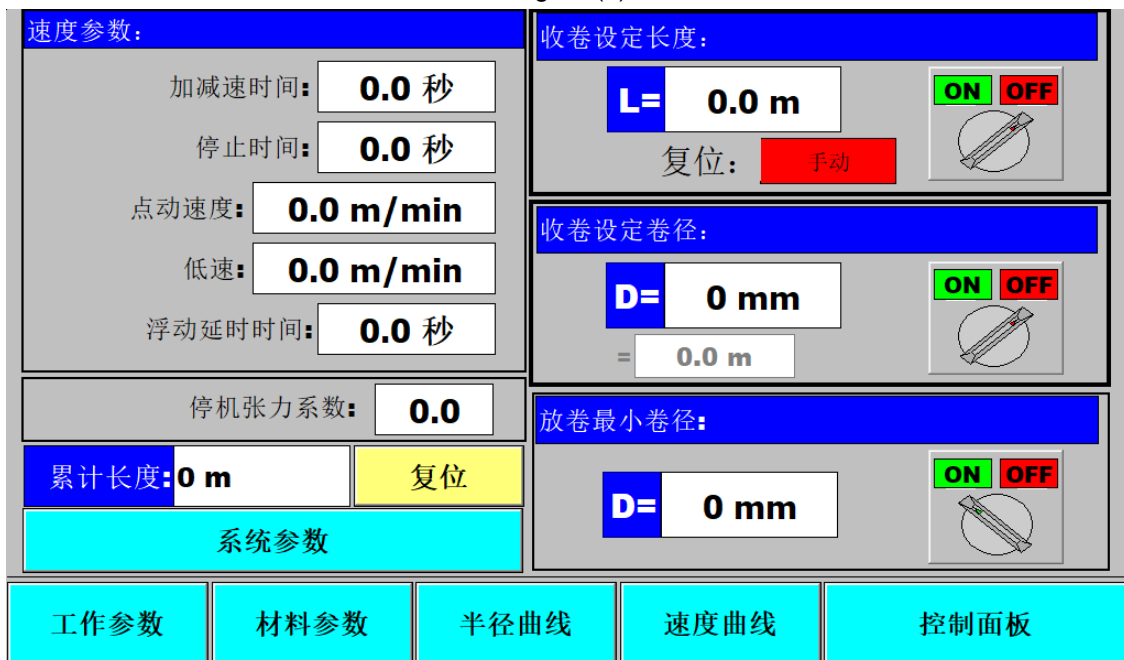 速度参数：
加减速时间: 0.0 秒
停止时间: 0.0 秒
点动速度: 0.0 m/min
低速: 0.0 m/min
浮动延时时间: 0.0 秒
停机张力系数: 0.0
累计长度: 0 m 复位
系统参数
收卷设定长度：
L= 0.0 m
ON OFF
复位： 手动
收卷设定卷径：
D= 0 mm
ON OFF
= 0.0 m
放卷最小卷径:
D= 0 mm
ON OFF
工作参数 材料参数 半径曲线 速度曲线 控制面板